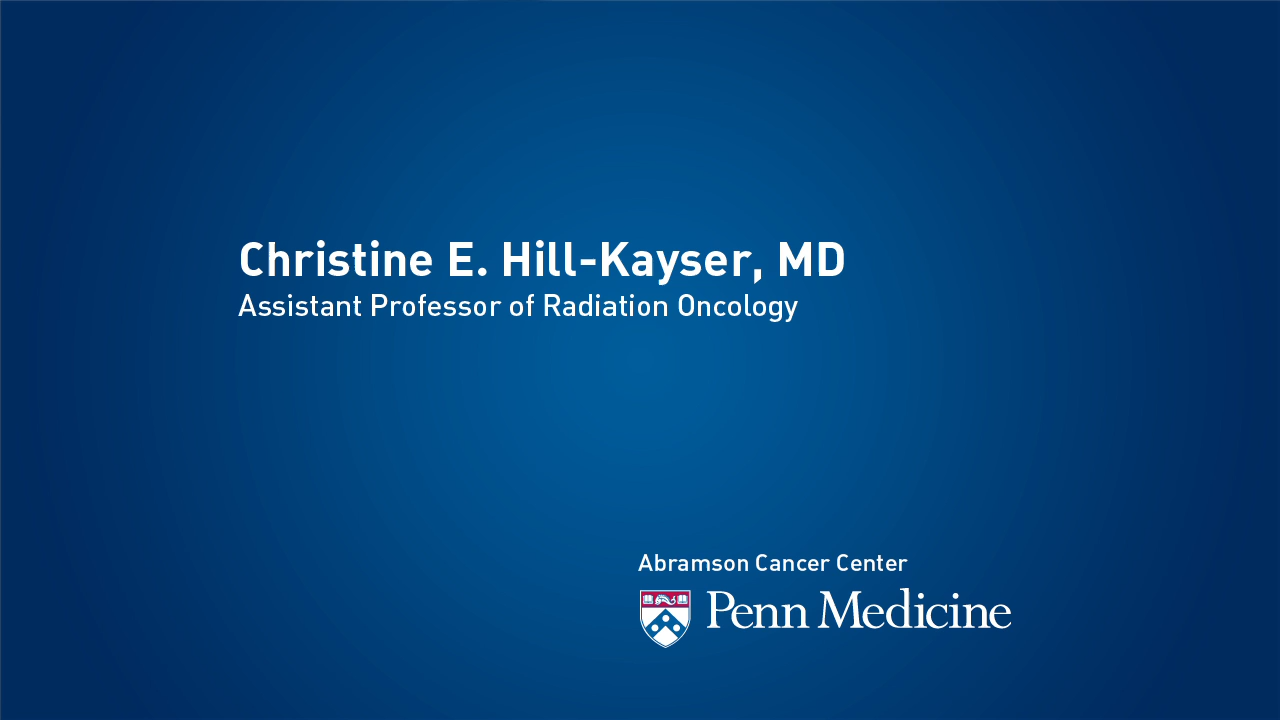 Christine E. Hill-Kayser, MD
Assistant Professor of Radiation Oncology
Abramson Cancer Center
Penn Medicine